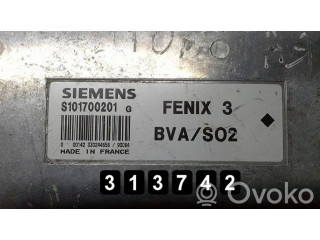 SIEMENS
S101700201 G
FENIX 3
BVA/SO2
MADE IN FRANCE
313742
Ovoko